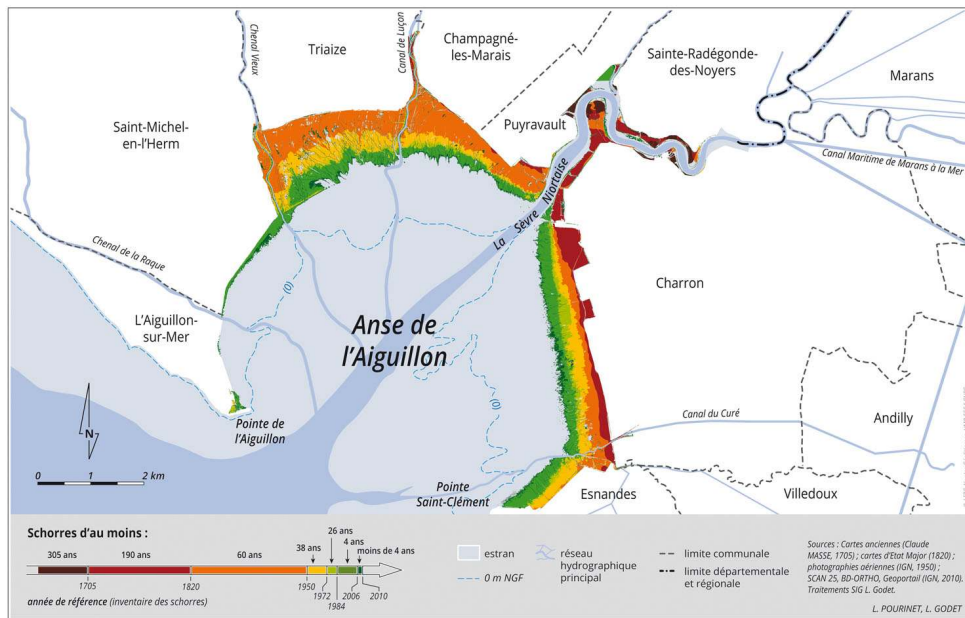 Chenal Vieux
Triaize
Canal de Luçon
Champagné-
les-Marais
Sainte-Radégonde-
des-Noyers
Marans
Saint-Michel-
en-l'Herm
Puyravault
Canal Maritime de Marans à la Mer
La Sèvre Niortaise
Chenal de la Raque
(0)
Charron
L'Aiguillon-
sur-Mer
Anse de
l'Aiguillon
(0)
N
Pointe de
l'Aiguillon
Canal du Curé
Andilly
0 1 2 km
Pointe
Saint-Clément
Esnandes
Villedoux
Schorres d'au moins :
305 ans
190 ans
60 ans
38 ans
26 ans
4 ans
moins de 4 ans
1705
1820
1950
1972
1984
2006
2010
année de référence (inventaire des schorres)
estran
0 m NGF
réseau
hydrographique
principal
limite communale
limite départementale
et régionale
Sources : Cartes anciennes (Claude
MASSE, 1705) ; cartes d'Etat Major (1820) ;
photographies aériennes (IGN, 1950) ;
SCAN 25, BD-ORTHO, Geoportail (IGN, 2010).
Traitements SIG L. Godet.
L. POURINET, L. GODET